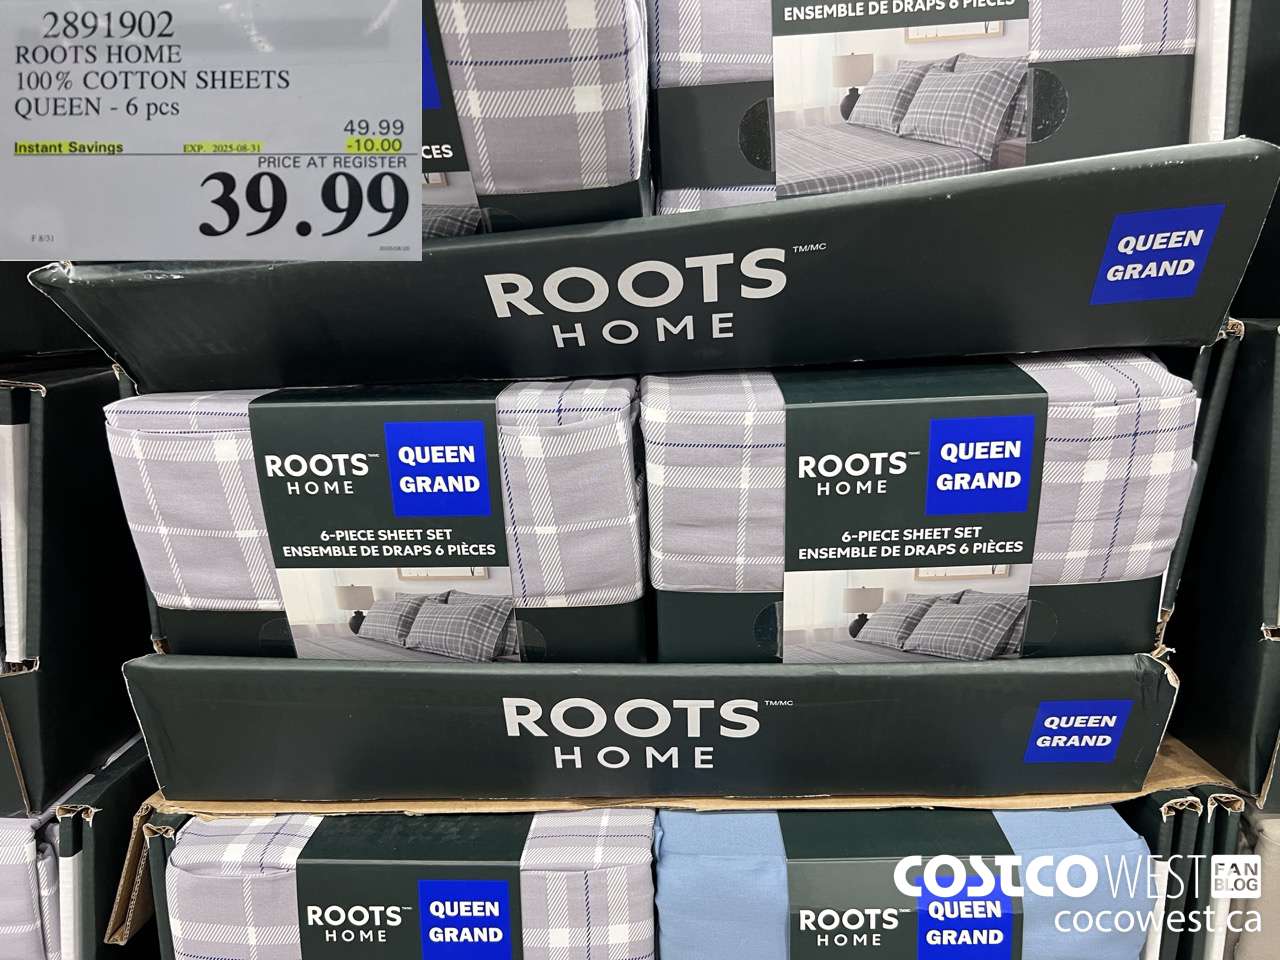 2891902
ROOTS HOME
100% COTTON SHEETS
QUEEN - 6 pcs
49.99
Instant Savings EXP. 2025-08-31 -10.00
PRICE AT REGISTER
39.99
F 8/31
CES
ENSEMBLE DE DRAPS 6 PIÈCES
ROOTS TM/MC
HOME
QUEEN
GRAND
ROOTS
HOME
QUEEN
GRAND
6-PIECE SHEET SET
ENSEMBLE DE DRAPS 6 PIÈCES
ROOTS
HOME
QUEEN
GRAND
6-PIECE SHEET SET
ENSEMBLE DE DRAPS 6 PIÈCES
ROOTS TM/MC
HOME
QUEEN
GRAND
ROOTS
HOME
QUEEN
GRAND
ROOTS
HOME
QUEEN
GRAND
COSTCO WEST FAN BLOG
cocowest.ca